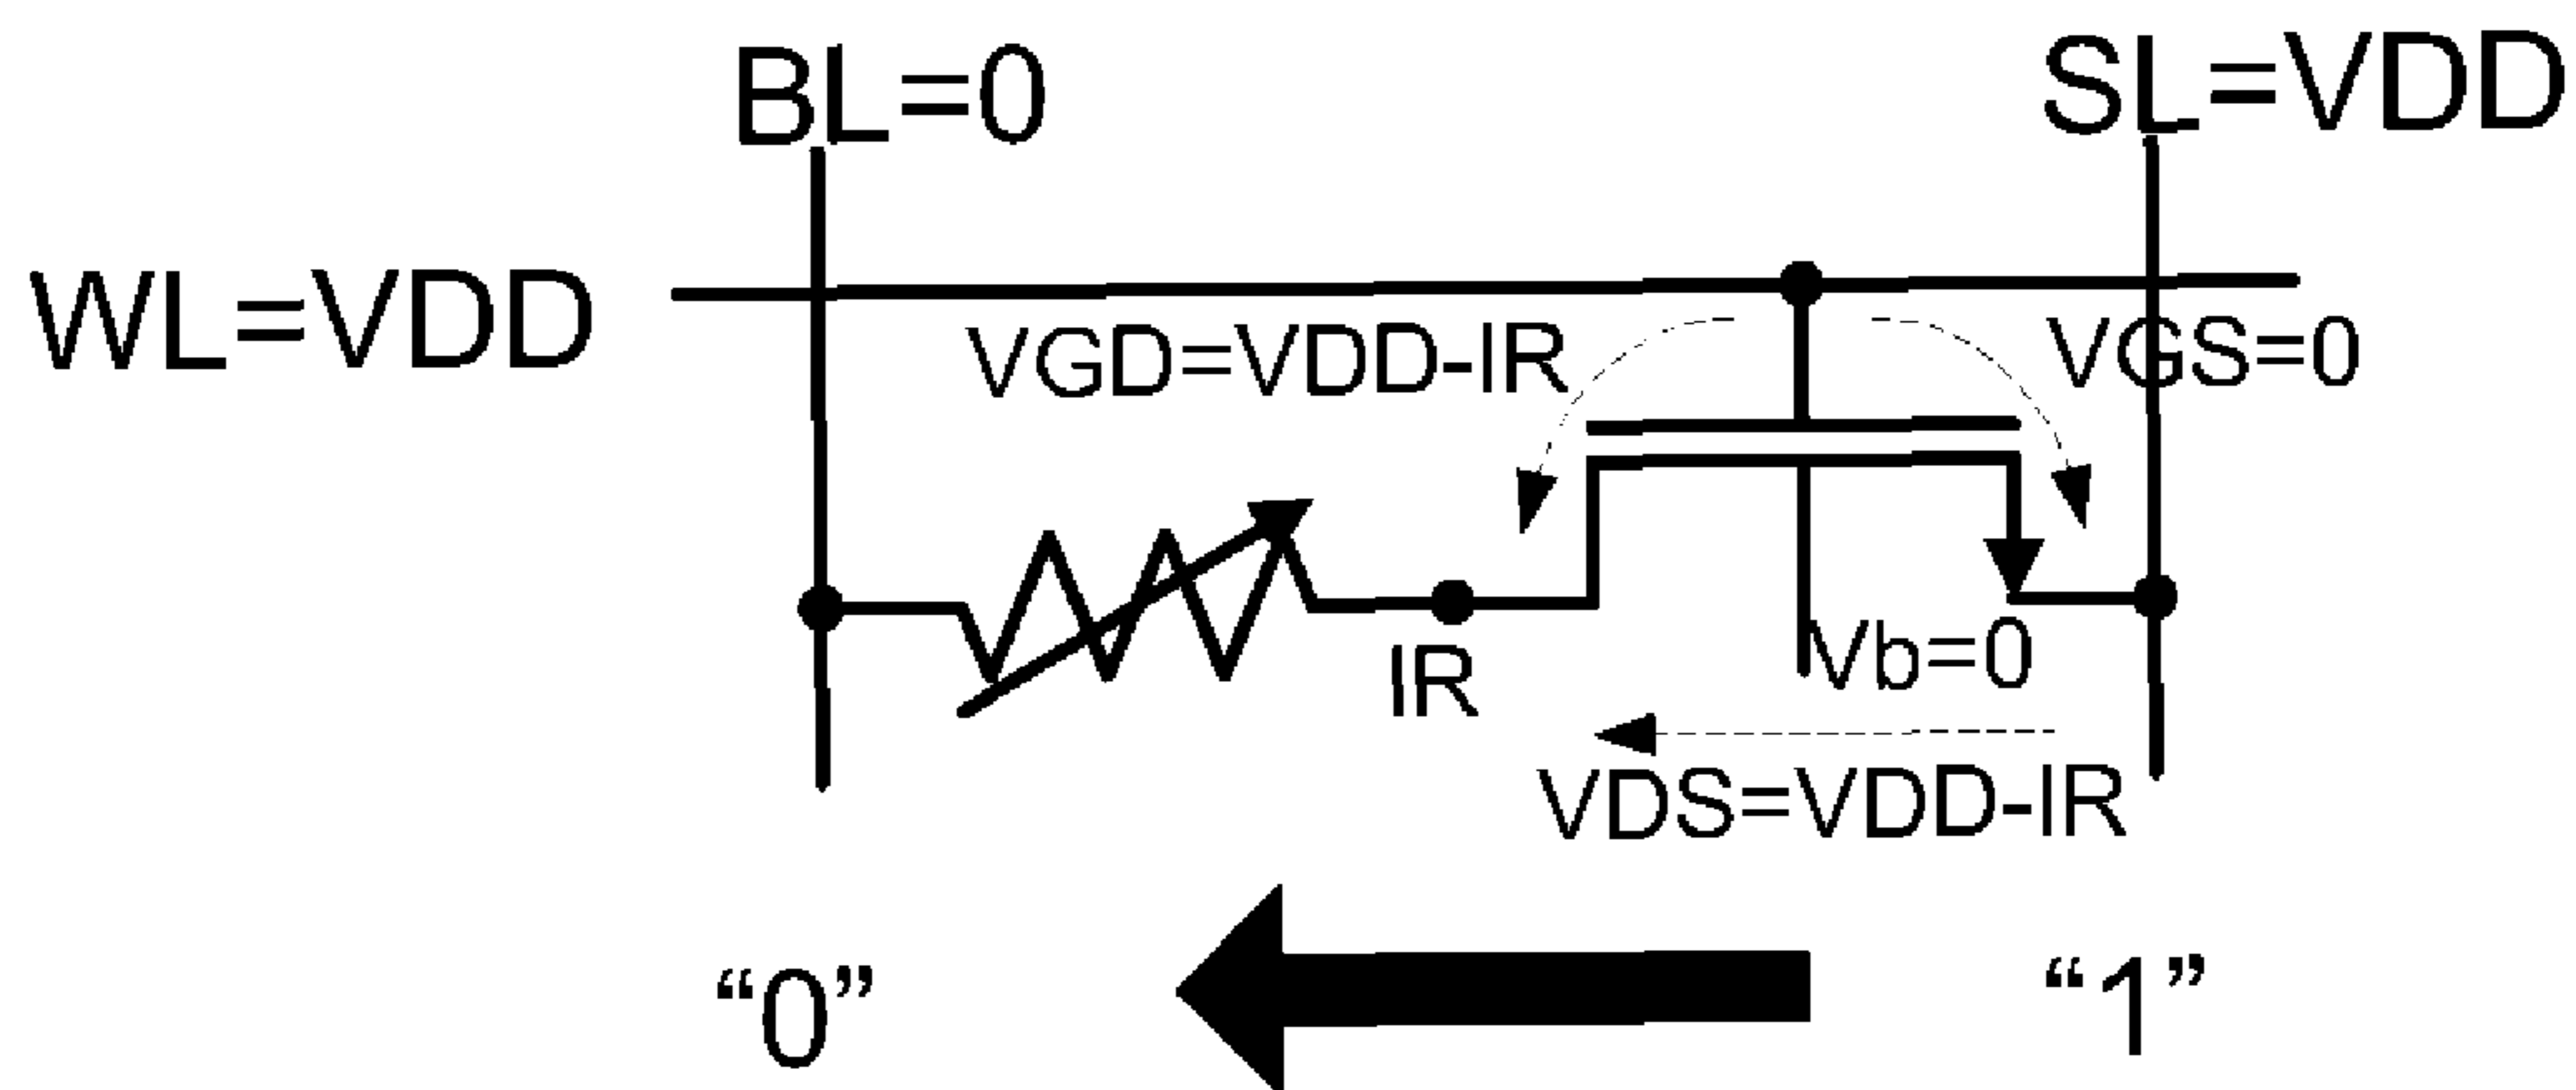 BL=0
SL=VDD
WL=VDD
VGD=VDD-IR
VGS=0
IR
Vb=0
VDS=VDD-IR
“0”
“1”